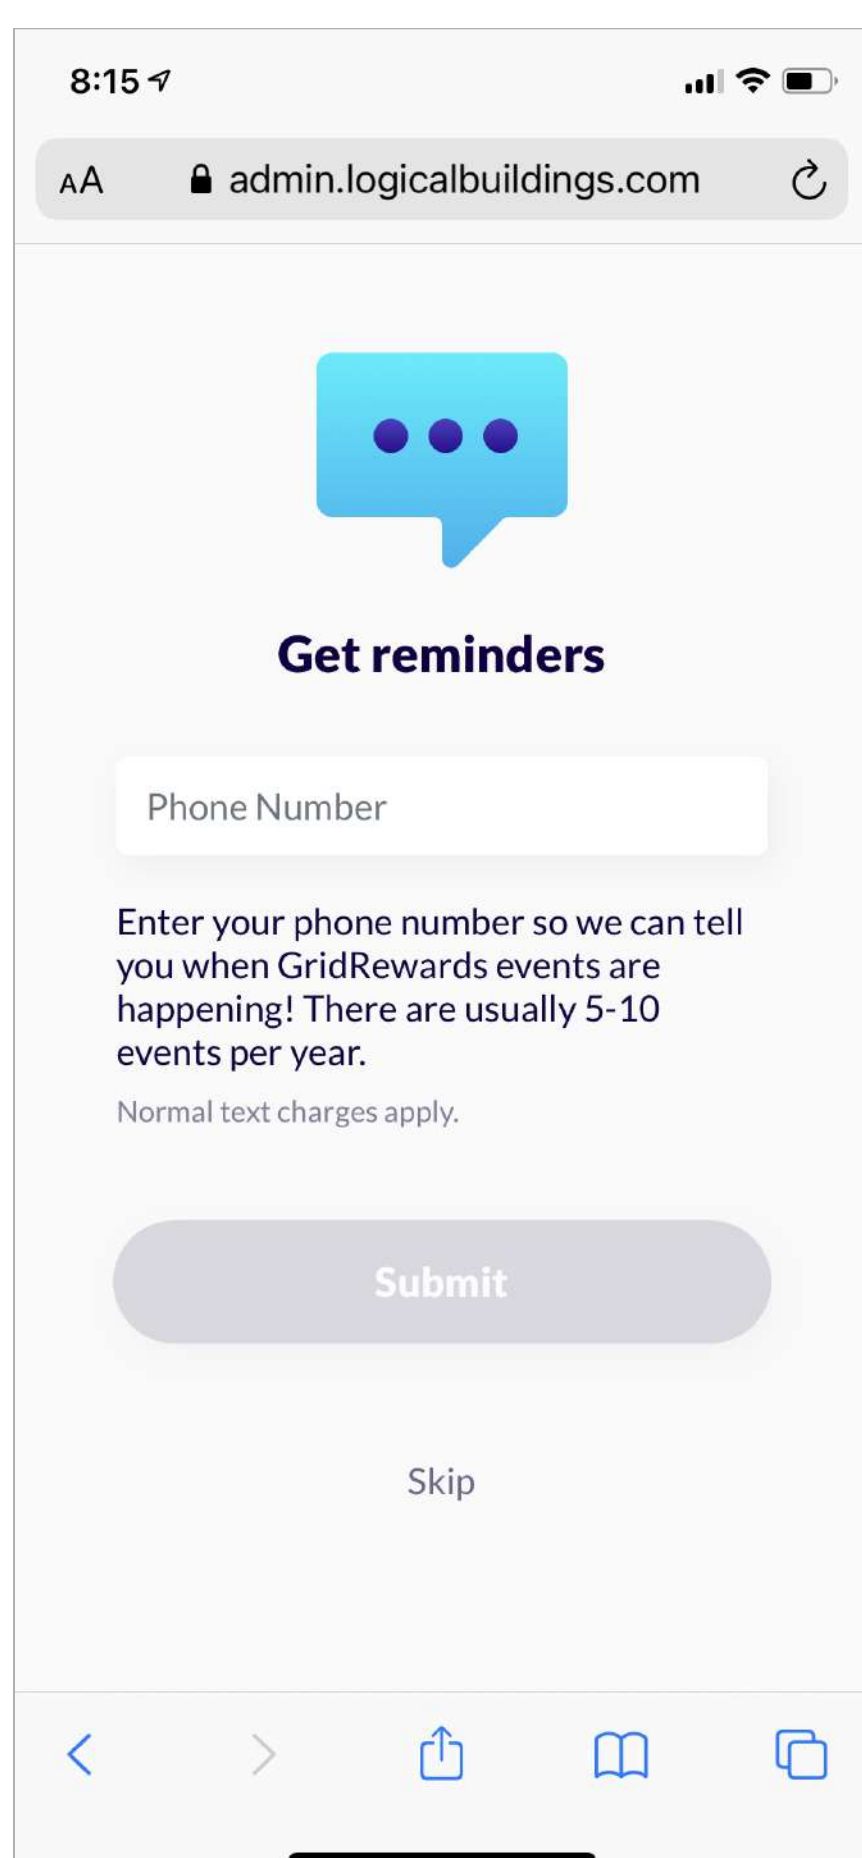 8:15
AA admin.logicalbuildings.com
Get reminders
Phone Number
Enter your phone number so we can tell
you when GridRewards events are
happening! There are usually 5-10
events per year.
Normal text charges apply.
Submit
Skip